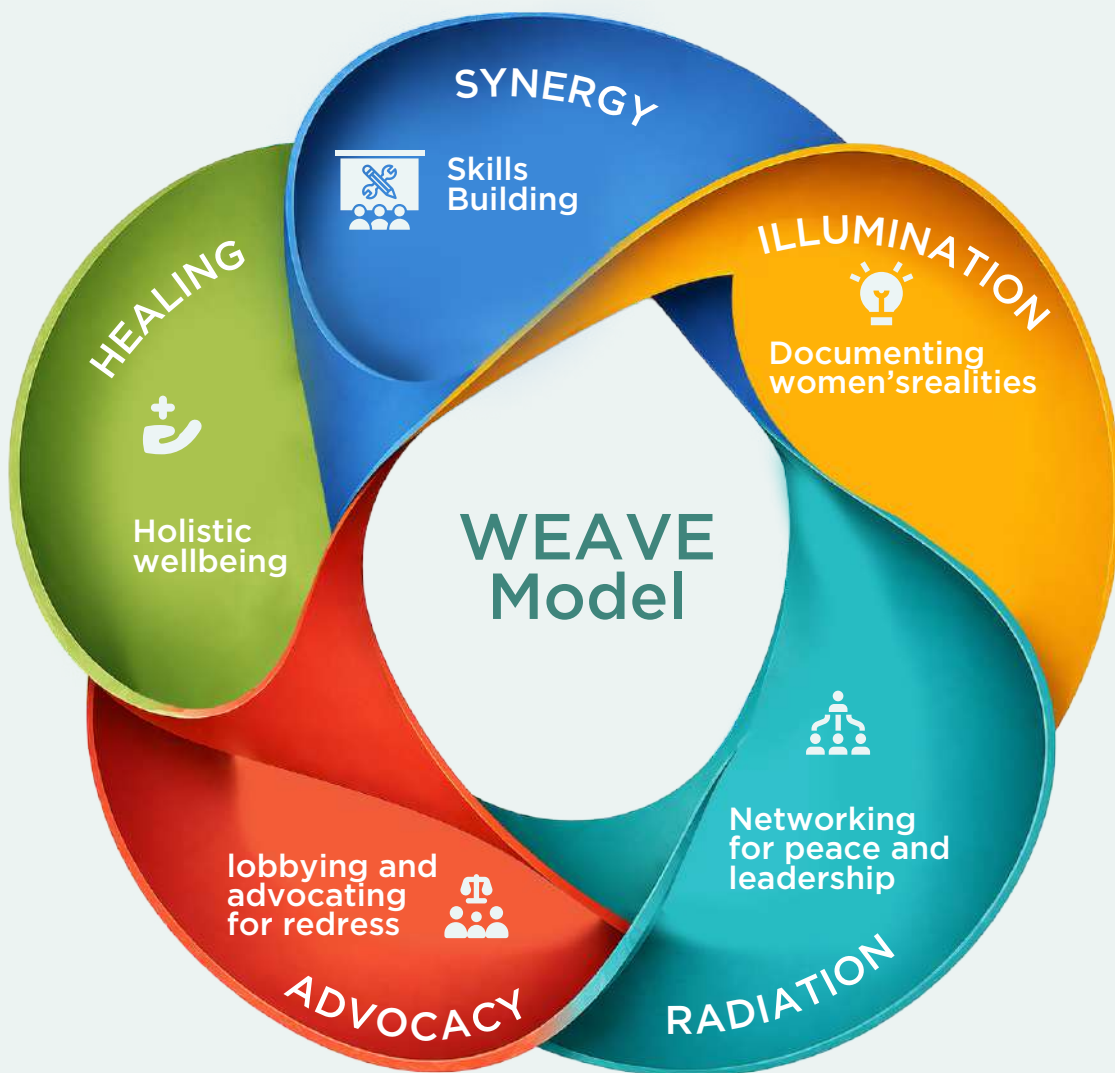 SYNERGY
Skills
Building
ILLUMINATION
Documenting
women'srealities
HEALING
Holistic
wellbeing
WEAVE
Model
Networking
for peace and
leadership
RADIATION
lobbying and
advocating
for redress
ADVOCACY